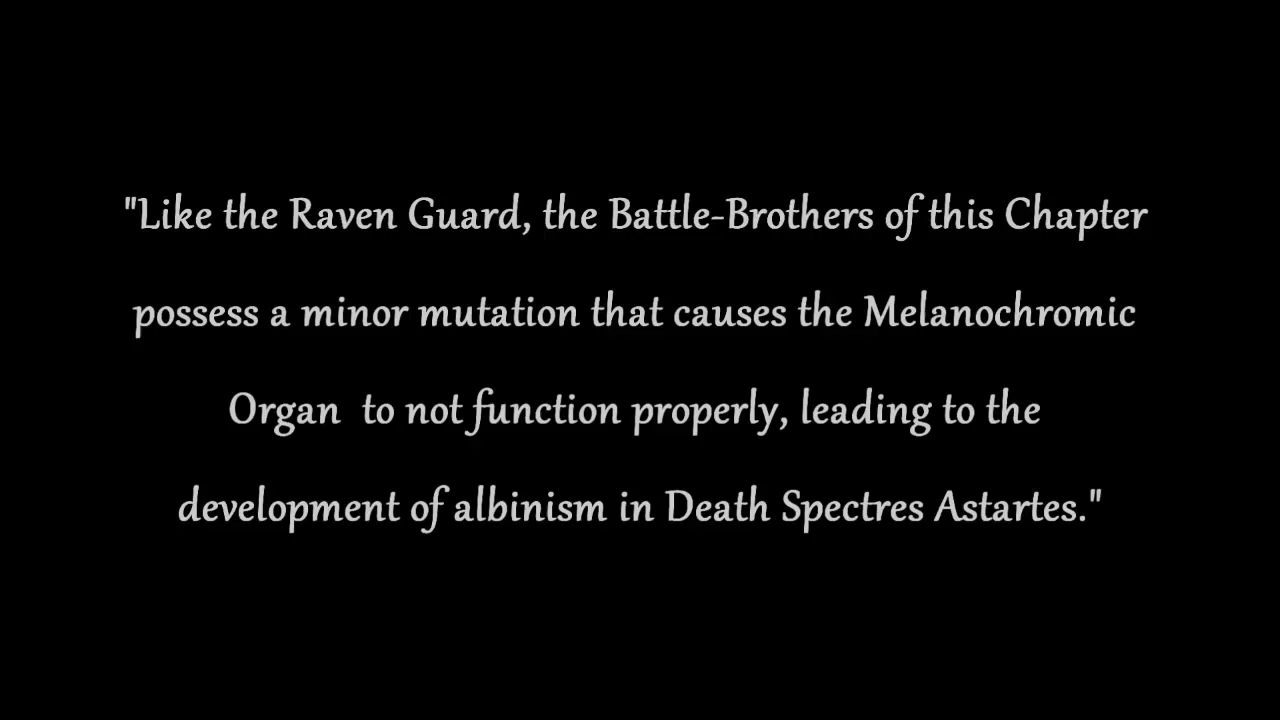 "Like the Raven Guard, the Battle-Brothers of this Chapter
possess a minor mutation that causes the Melanochromic
Organ  to not function properly, leading to the
development of albinism in Death Spectres Astartes."